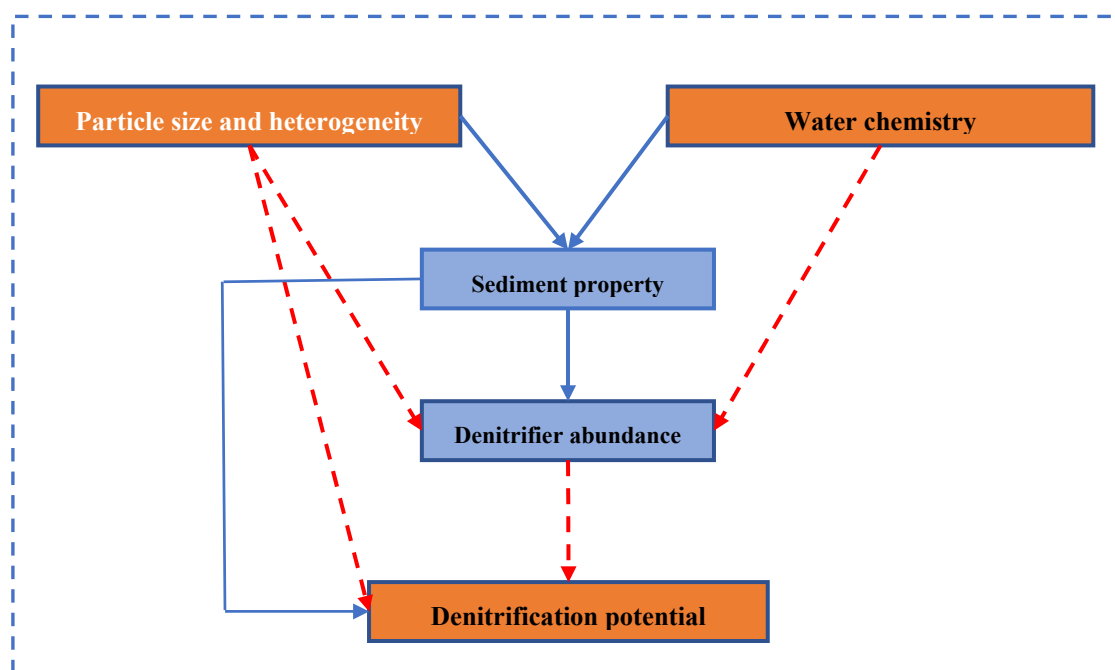 Particle size and heterogeneity
Water chemistry
Sediment property
Denitrifier abundance
Denitrification potential